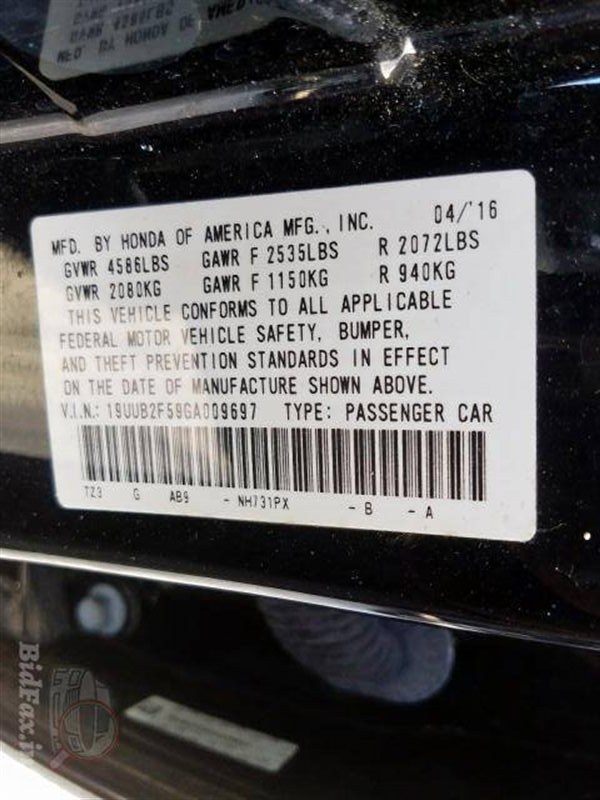 MFD. BY HONDA OF AMERICA MFG., INC. 04/'16
GVWR 4586LBS GAWR F 2535LBS R 2072LBS
GVWR 2080KG GAWR F 1150KG R 940KG
THIS VEHICLE CONFORMS TO ALL APPLICABLE
FEDERAL MOTOR VEHICLE SAFETY, BUMPER,
AND THEFT PREVENTION STANDARDS IN EFFECT
ON THE DATE OF MANUFACTURE SHOWN ABOVE.
V.I.N.: 19UUB2F59GA009697 TYPE: PASSENGER CAR
TZ3 G AB9 - NH731PX - B - A
BidFax.in